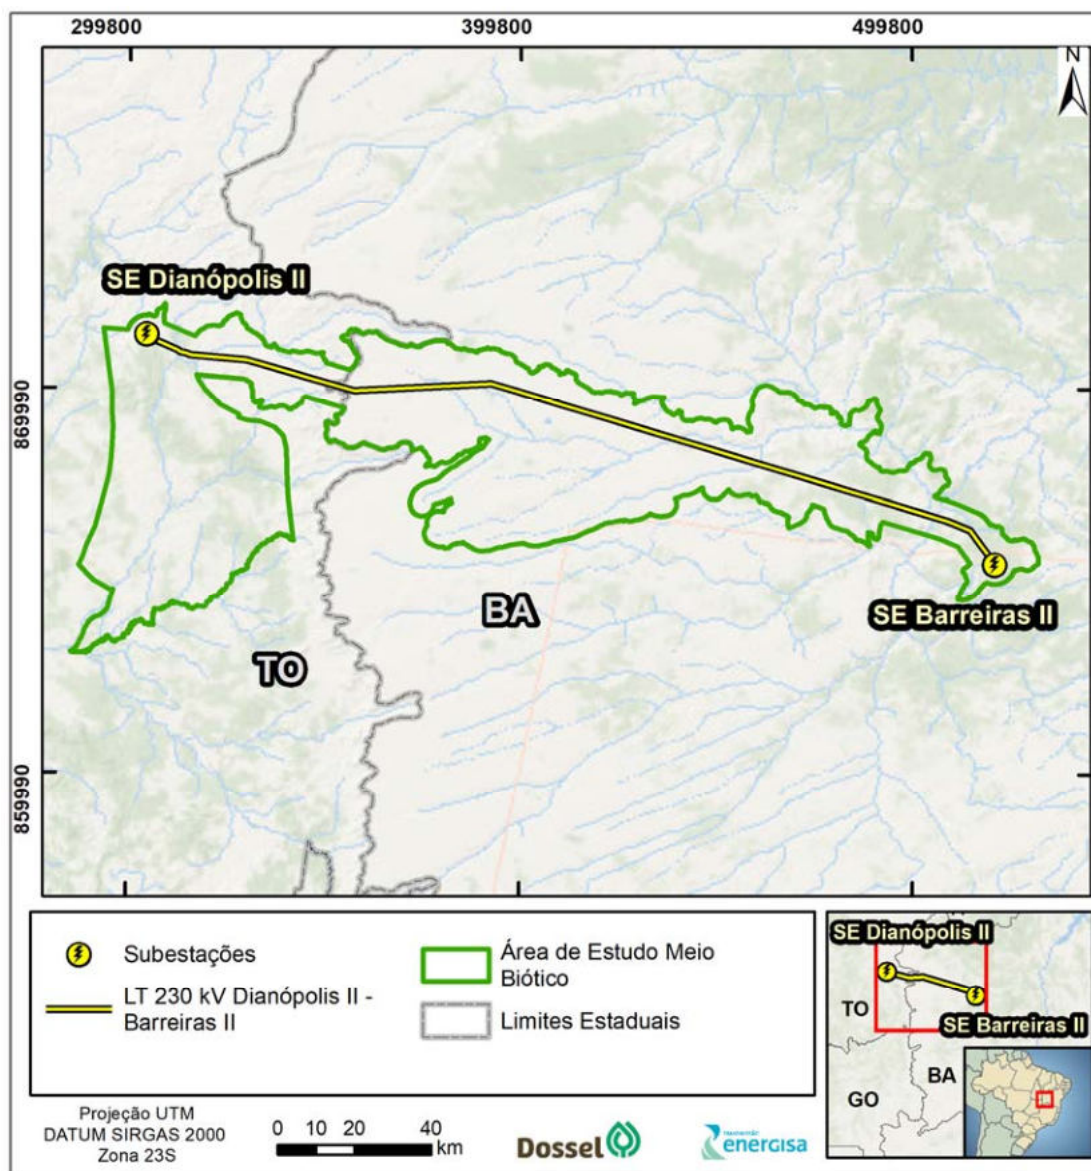 299800 399800 499800
N
SE Dianópolis II
869990
BA
SE Barreiras II
TO
859990
Subestações
LT 230 kV Dianópolis II -
Barreiras II
Área de Estudo Meio
Biótico
Limites Estaduais
SE Dianópolis II
TO
SE Barreiras II
BA
GO
Projeção UTM
DATUM SIRGAS 2000
Zona 23S
0 10 20 40
km
Dossel
energisa